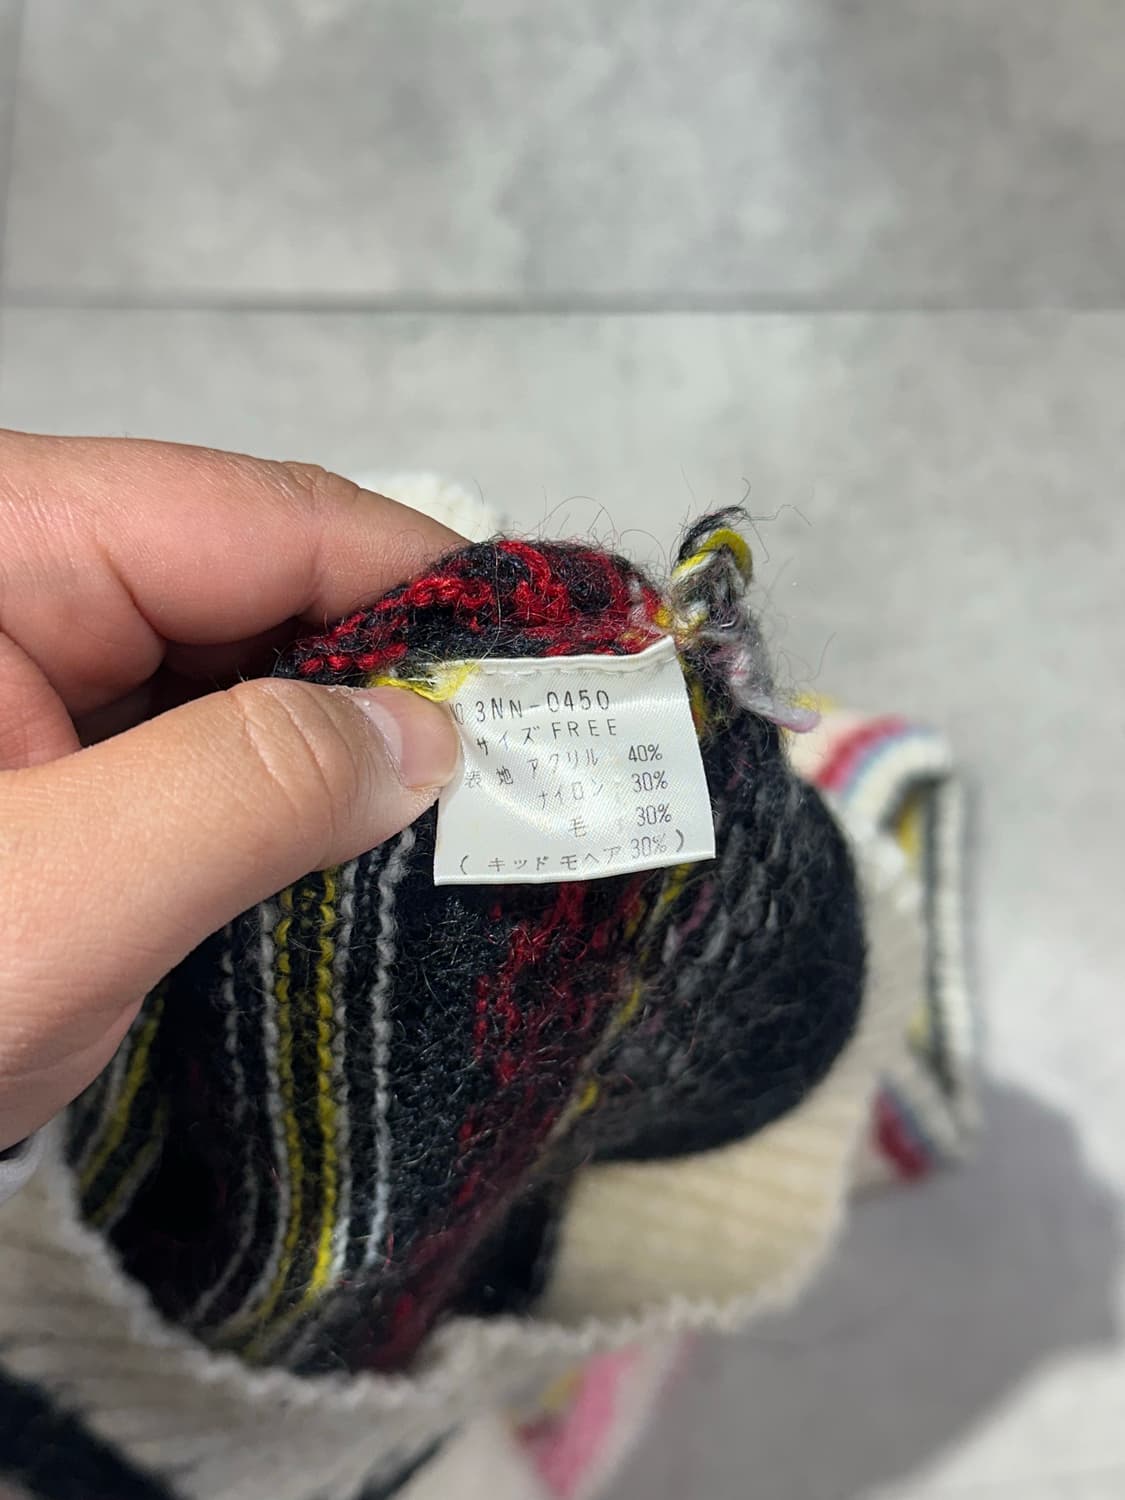 NO 3NN-0450
サイズ FREE
表地 アクリル 40%
ナイロン 30%
毛 30%
(キッドモヘア 30%)